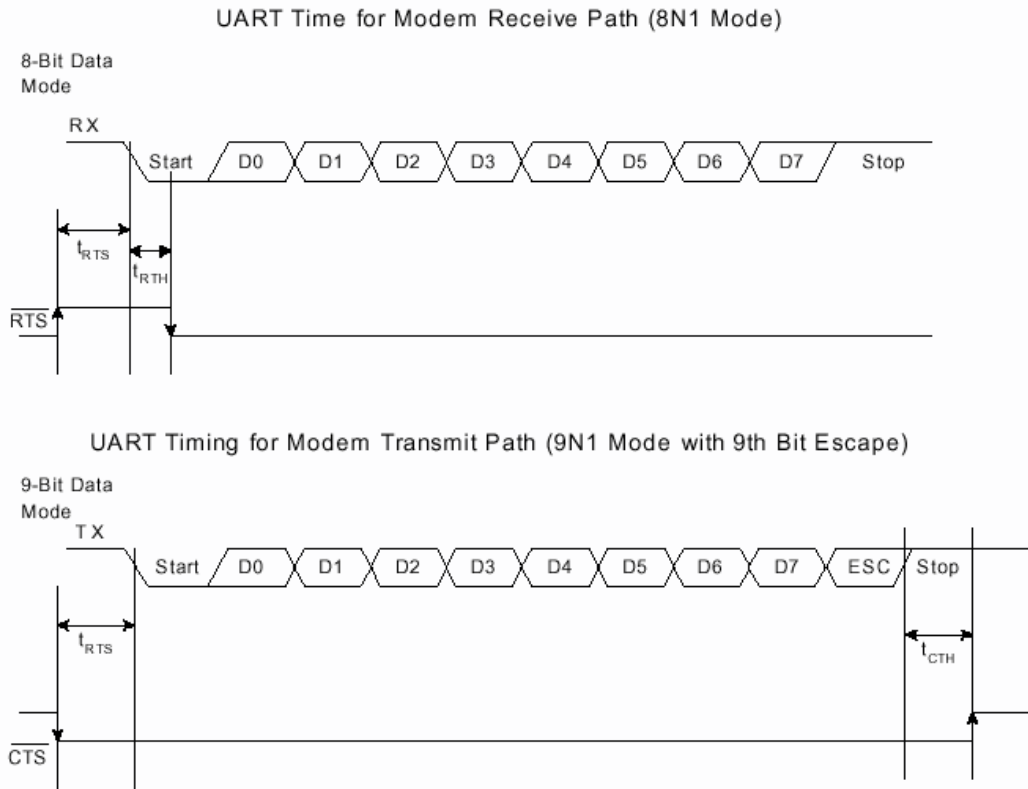 UART Time for Modem Receive Path (8N1 Mode)
8-Bit Data
Mode
RX
Start D0 D1 D2 D3 D4 D5 D6 D7 Stop
tRTS
tRTH
RTS
UART Timing for Modem Transmit Path (9N1 Mode with 9th Bit Escape)
9-Bit Data
Mode
TX
Start D0 D1 D2 D3 D4 D5 D6 D7 ESC Stop
tRTS
tCTH
CTS